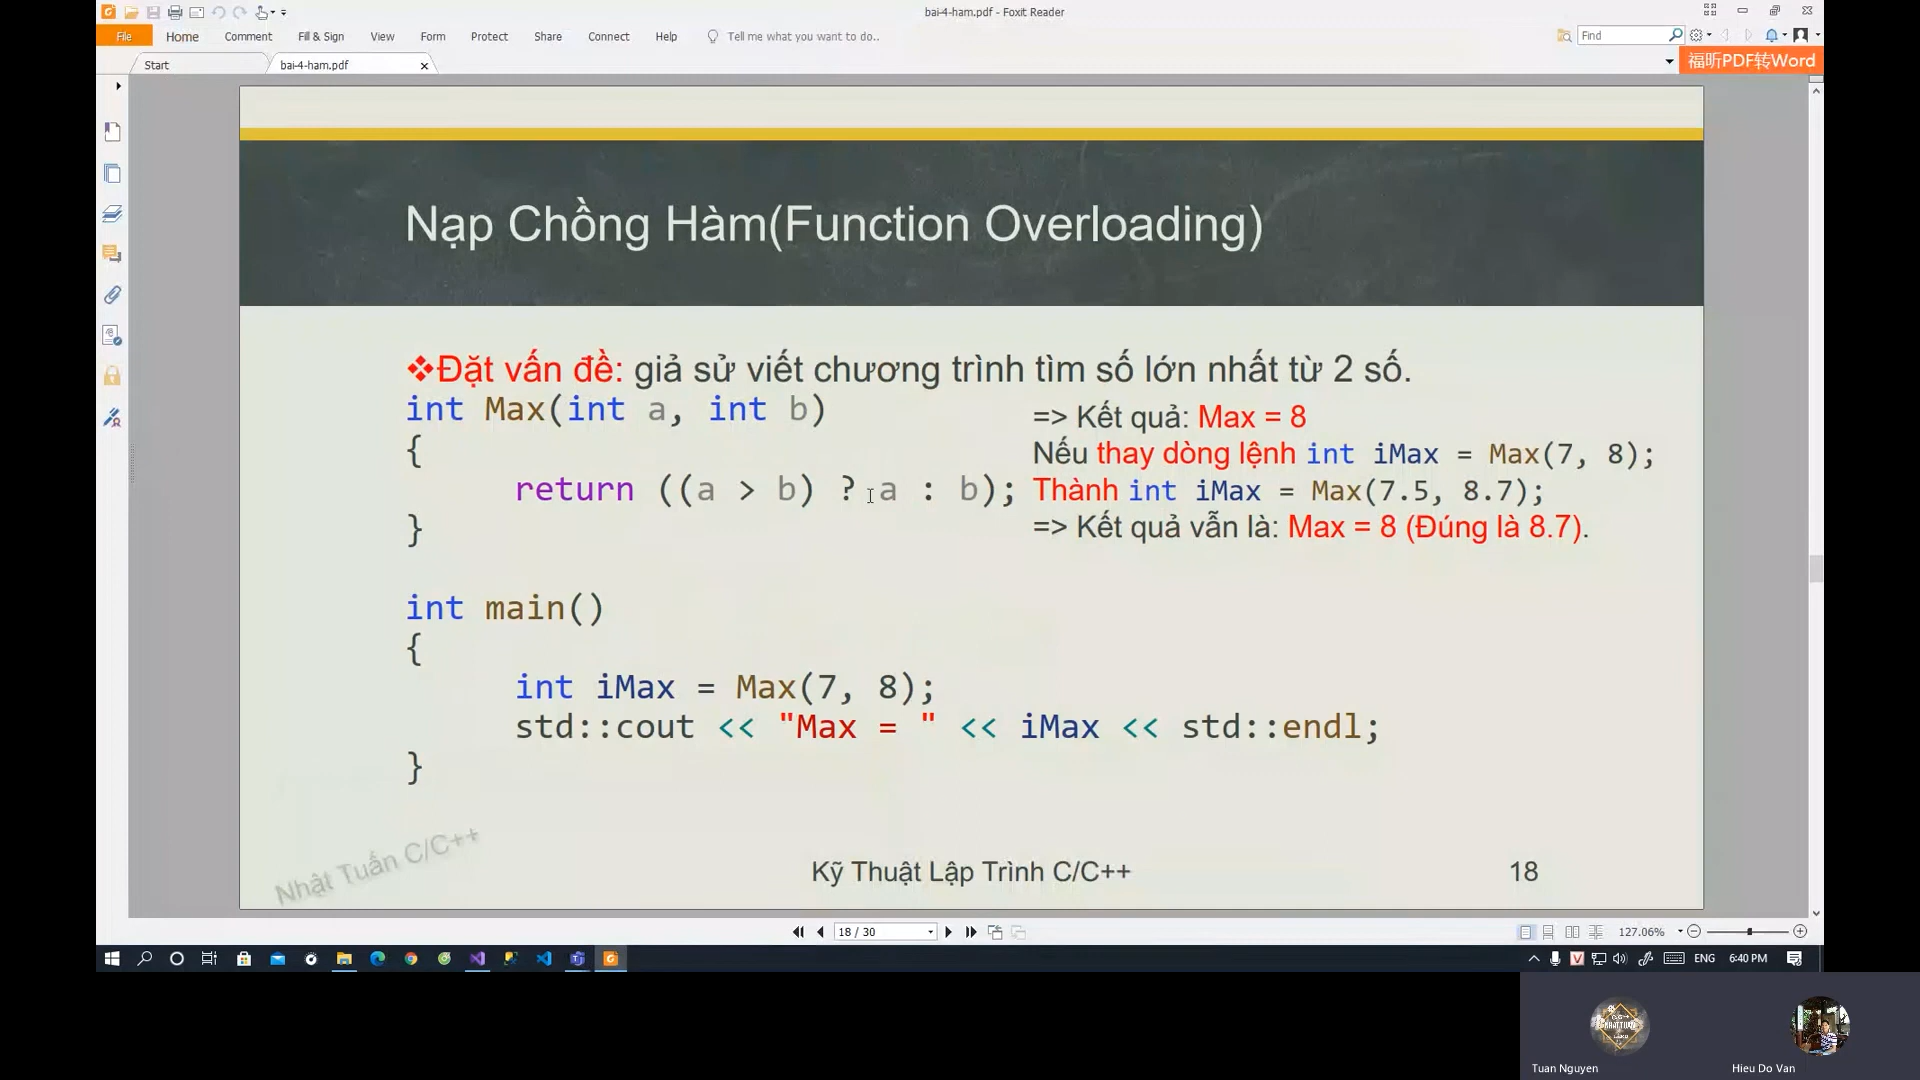 bai-4-ham.pdf - Foxit Reader
File Home Comment Fill & Sign View Form Protect Share Connect Help Tell me what you want to do..
Find
Start bai-4-ham.pdf
福昕PDF转Word
Nạp Chồng Hàm(Function Overloading)
❖Đặt vấn đề: giả sử viết chương trình tìm số lớn nhất từ 2 số.
int Max(int a, int b)
{
return ((a > b) ? a : b);
}
=> Kết quả: Max = 8
Nếu thay dòng lệnh int iMax = Max(7, 8);
Thành int iMax = Max(7.5, 8.7);
=> Kết quả vẫn là: Max = 8 (Đúng là 8.7).
int main()
{
int iMax = Max(7, 8);
std::cout << "Max = " << iMax << std::endl;
}
Nhật Tuấn C/C++
Kỹ Thuật Lập Trình C/C++
18
18 / 30
127.06%
ENG
6:40 PM
Tuan Nguyen
Hieu Do Van